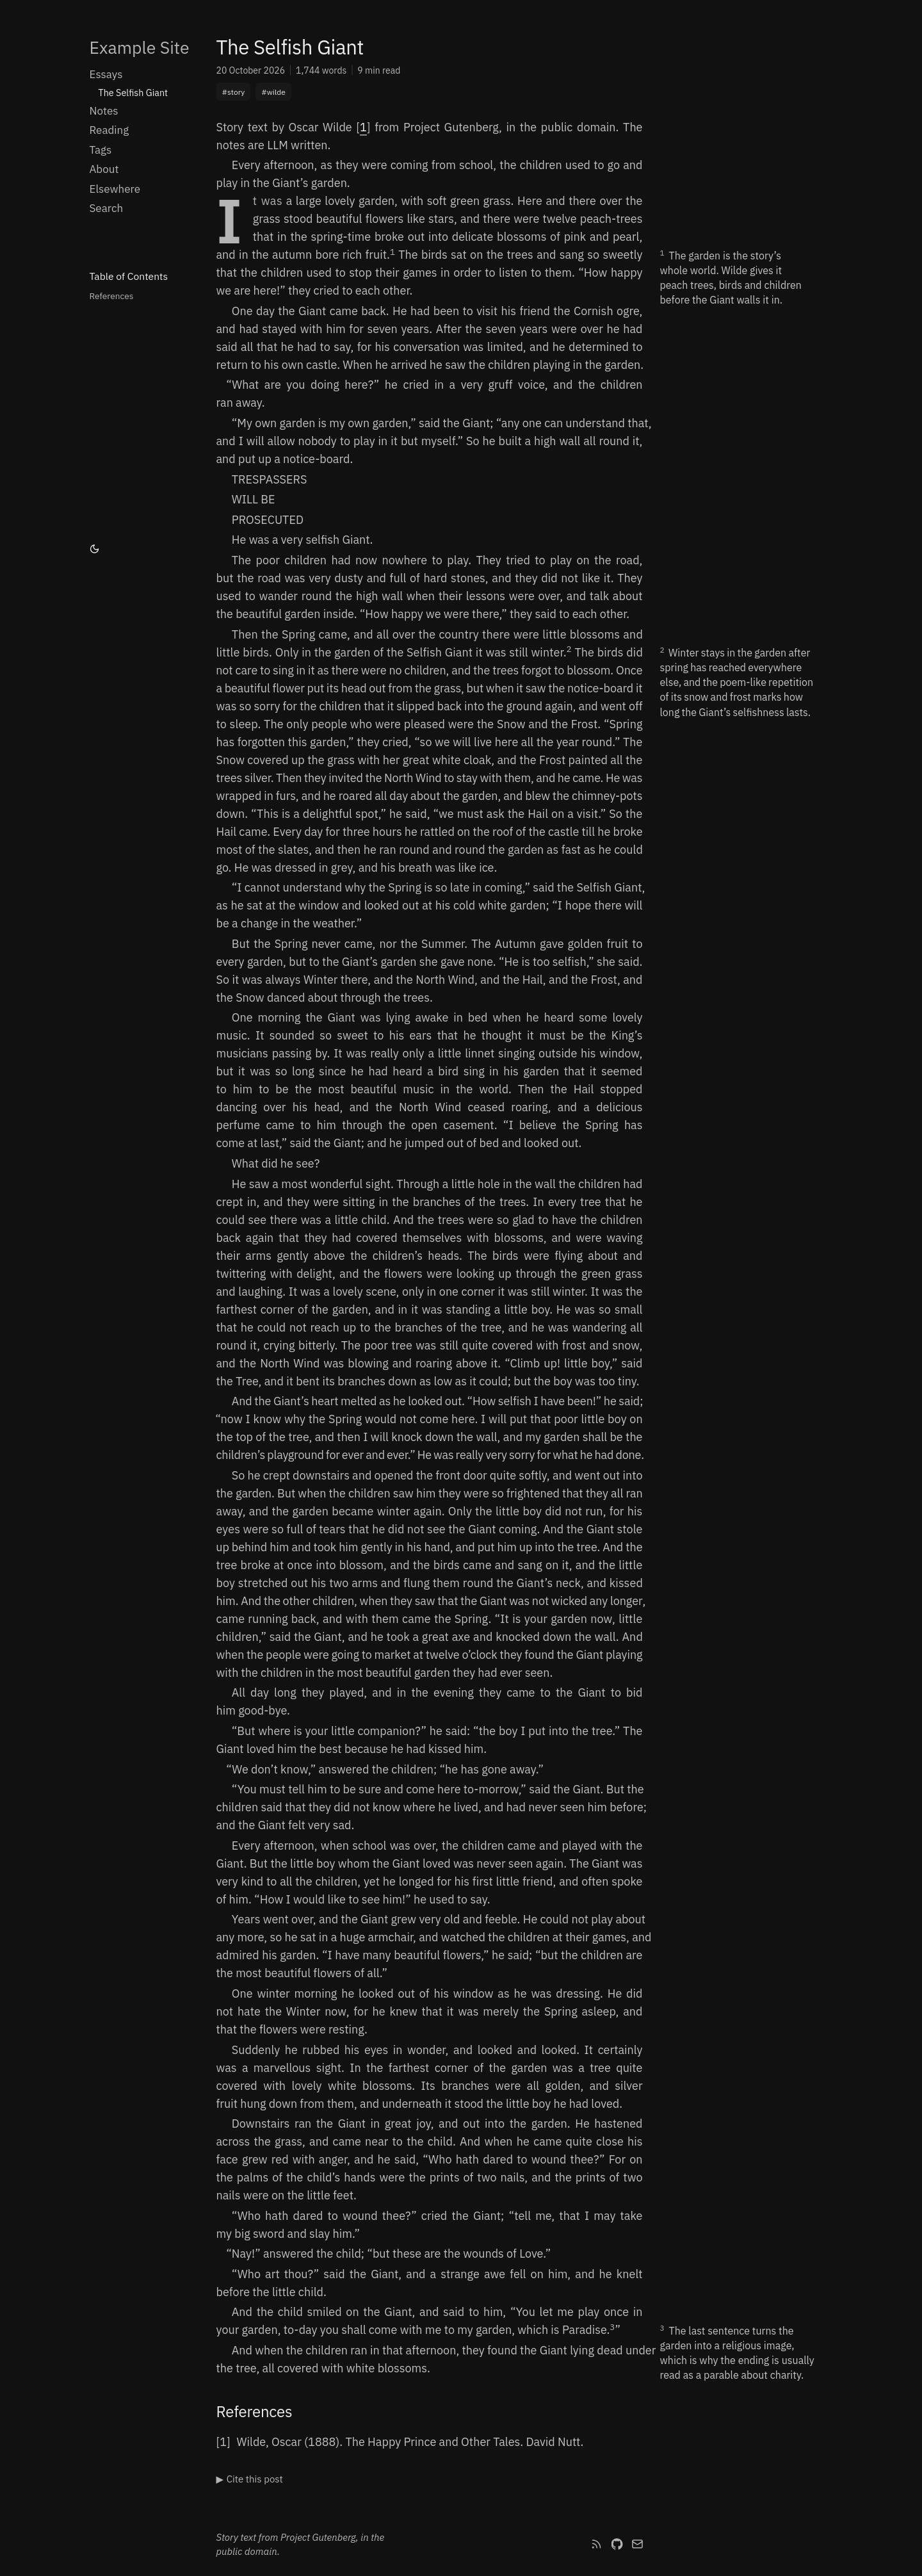 Example Site
Essays
The Selfish Giant
Notes
Reading
Tags
About
Elsewhere
Search
Table of Contents
References
The Selfish Giant
20 October 2026 | 1,744 words | 9 min read
#story #wilde
Story text by Oscar Wilde [1] from Project Gutenberg, in the public domain. The
notes are LLM written.
Every afternoon, as they were coming from school, the children used to go and
play in the Giant’s garden.
It was a large lovely garden, with soft green grass. Here and there over the
grass stood beautiful flowers like stars, and there were twelve peach-trees
that in the spring-time broke out into delicate blossoms of pink and pearl,
and in the autumn bore rich fruit.1 The birds sat on the trees and sang so sweetly
that the children used to stop their games in order to listen to them. “How happy
we are here!” they cried to each other.
1 The garden is the story’s
whole world. Wilde gives it
peach trees, birds and children
before the Giant walls it in.
One day the Giant came back. He had been to visit his friend the Cornish ogre,
and had stayed with him for seven years. After the seven years were over he had
said all that he had to say, for his conversation was limited, and he determined to
return to his own castle. When he arrived he saw the children playing in the garden.
“What are you doing here?” he cried in a very gruff voice, and the children
ran away.
“My own garden is my own garden,” said the Giant; “any one can understand that,
and I will allow nobody to play in it but myself.” So he built a high wall all round it,
and put up a notice-board.
TRESPASSERS
WILL BE
PROSECUTED
He was a very selfish Giant.
The poor children had now nowhere to play. They tried to play on the road,
but the road was very dusty and full of hard stones, and they did not like it. They
used to wander round the high wall when their lessons were over, and talk about
the beautiful garden inside. “How happy we were there,” they said to each other.
Then the Spring came, and all over the country there were little blossoms and
little birds. Only in the garden of the Selfish Giant it was still winter.2 The birds did
not care to sing in it as there were no children, and the trees forgot to blossom. Once
a beautiful flower put its head out from the grass, but when it saw the notice-board it
was so sorry for the children that it slipped back into the ground again, and went off
to sleep. The only people who were pleased were the Snow and the Frost. “Spring
has forgotten this garden,” they cried, “so we will live here all the year round.” The
Snow covered up the grass with her great white cloak, and the Frost painted all the
trees silver. Then they invited the North Wind to stay with them, and he came. He was
wrapped in furs, and he roared all day about the garden, and blew the chimney-pots
down. “This is a delightful spot,” he said, “we must ask the Hail on a visit.” So the
Hail came. Every day for three hours he rattled on the roof of the castle till he broke
most of the slates, and then he ran round and round the garden as fast as he could
go. He was dressed in grey, and his breath was like ice.
2 Winter stays in the garden after
spring has reached everywhere
else, and the poem-like repetition
of its snow and frost marks how
long the Giant’s selfishness lasts.
“I cannot understand why the Spring is so late in coming,” said the Selfish Giant,
as he sat at the window and looked out at his cold white garden; “I hope there will
be a change in the weather.”
But the Spring never came, nor the Summer. The Autumn gave golden fruit to
every garden, but to the Giant’s garden she gave none. “He is too selfish,” she said.
So it was always Winter there, and the North Wind, and the Hail, and the Frost, and
the Snow danced about through the trees.
One morning the Giant was lying awake in bed when he heard some lovely
music. It sounded so sweet to his ears that he thought it must be the King’s
musicians passing by. It was really only a little linnet singing outside his window,
but it was so long since he had heard a bird sing in his garden that it seemed
to him to be the most beautiful music in the world. Then the Hail stopped
dancing over his head, and the North Wind ceased roaring, and a delicious
perfume came to him through the open casement. “I believe the Spring has
come at last,” said the Giant; and he jumped out of bed and looked out.
What did he see?
He saw a most wonderful sight. Through a little hole in the wall the children had
crept in, and they were sitting in the branches of the trees. In every tree that he
could see there was a little child. And the trees were so glad to have the children
back again that they had covered themselves with blossoms, and were waving
their arms gently above the children’s heads. The birds were flying about and
twittering with delight, and the flowers were looking up through the green grass
and laughing. It was a lovely scene, only in one corner it was still winter. It was the
farthest corner of the garden, and in it was standing a little boy. He was so small
that he could not reach up to the branches of the tree, and he was wandering all
round it, crying bitterly. The poor tree was still quite covered with frost and snow,
and the North Wind was blowing and roaring above it. “Climb up! little boy,” said
the Tree, and it bent its branches down as low as it could; but the boy was too tiny.
And the Giant’s heart melted as he looked out. “How selfish I have been!” he said;
“now I know why the Spring would not come here. I will put that poor little boy on
the top of the tree, and then I will knock down the wall, and my garden shall be the
children’s playground for ever and ever.” He was really very sorry for what he had done.
So he crept downstairs and opened the front door quite softly, and went out into
the garden. But when the children saw him they were so frightened that they all ran
away, and the garden became winter again. Only the little boy did not run, for his
eyes were so full of tears that he did not see the Giant coming. And the Giant stole
up behind him and took him gently in his hand, and put him up into the tree. And the
tree broke at once into blossom, and the birds came and sang on it, and the little
boy stretched out his two arms and flung them round the Giant’s neck, and kissed
him. And the other children, when they saw that the Giant was not wicked any longer,
came running back, and with them came the Spring. “It is your garden now, little
children,” said the Giant, and he took a great axe and knocked down the wall. And
when the people were going to market at twelve o’clock they found the Giant playing
with the children in the most beautiful garden they had ever seen.
All day long they played, and in the evening they came to the Giant to bid
him good-bye.
“But where is your little companion?” he said: “the boy I put into the tree.” The
Giant loved him the best because he had kissed him.
“We don’t know,” answered the children; “he has gone away.”
“You must tell him to be sure and come here to-morrow,” said the Giant. But the
children said that they did not know where he lived, and had never seen him before;
and the Giant felt very sad.
Every afternoon, when school was over, the children came and played with the
Giant. But the little boy whom the Giant loved was never seen again. The Giant was
very kind to all the children, yet he longed for his first little friend, and often spoke
of him. “How I would like to see him!” he used to say.
Years went over, and the Giant grew very old and feeble. He could not play about
any more, so he sat in a huge armchair, and watched the children at their games, and
admired his garden. “I have many beautiful flowers,” he said; “but the children are
the most beautiful flowers of all.”
One winter morning he looked out of his window as he was dressing. He did
not hate the Winter now, for he knew that it was merely the Spring asleep, and
that the flowers were resting.
Suddenly he rubbed his eyes in wonder, and looked and looked. It certainly
was a marvellous sight. In the farthest corner of the garden was a tree quite
covered with lovely white blossoms. Its branches were all golden, and silver
fruit hung down from them, and underneath it stood the little boy he had loved.
Downstairs ran the Giant in great joy, and out into the garden. He hastened
across the grass, and came near to the child. And when he came quite close his
face grew red with anger, and he said, “Who hath dared to wound thee?” For on
the palms of the child’s hands were the prints of two nails, and the prints of two
nails were on the little feet.
“Who hath dared to wound thee?” cried the Giant; “tell me, that I may take
my big sword and slay him.”
“Nay!” answered the child; “but these are the wounds of Love.”
“Who art thou?” said the Giant, and a strange awe fell on him, and he knelt
before the little child.
And the child smiled on the Giant, and said to him, “You let me play once in
your garden, to-day you shall come with me to my garden, which is Paradise.3”
And when the children ran in that afternoon, they found the Giant lying dead under
the tree, all covered with white blossoms.
3 The last sentence turns the
garden into a religious image,
which is why the ending is usually
read as a parable about charity.
References
[1] Wilde, Oscar (1888). The Happy Prince and Other Tales. David Nutt.
▶ Cite this post
Story text from Project Gutenberg, in the
public domain.